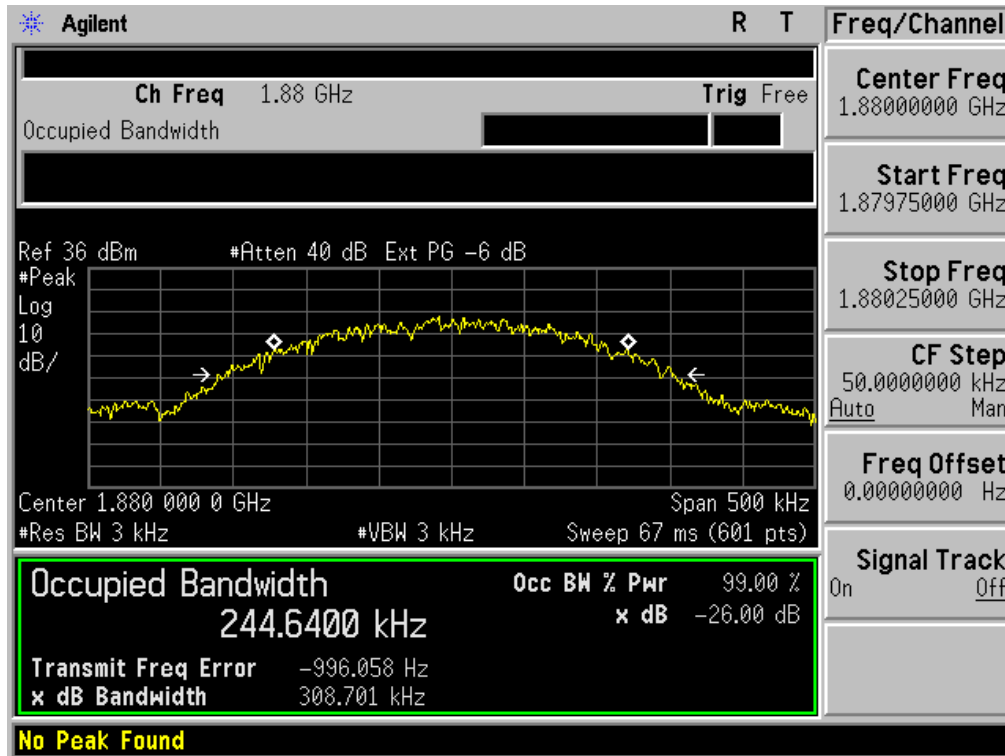 Agilent R T Freq/Channel
Ch Freq 1.88 GHz Trig Free
Occupied Bandwidth
Center Freq
1.88000000 GHz
Start Freq
1.87975000 GHz
Stop Freq
1.88025000 GHz
CF Step
50.0000000 kHz
Auto Man
Freq Offset
0.00000000 Hz
Signal Track
On Off
Ref 36 dBm #Atten 40 dB Ext PG -6 dB
#Peak
Log
10
dB/
Center 1.880 000 0 GHz Span 500 kHz
#Res BW 3 kHz #VBW 3 kHz Sweep 67 ms (601 pts)
Occupied Bandwidth Occ BW % Pwr 99.00 %
244.6400 kHz x dB -26.00 dB
Transmit Freq Error -996.058 Hz
x dB Bandwidth 308.701 kHz
No Peak Found